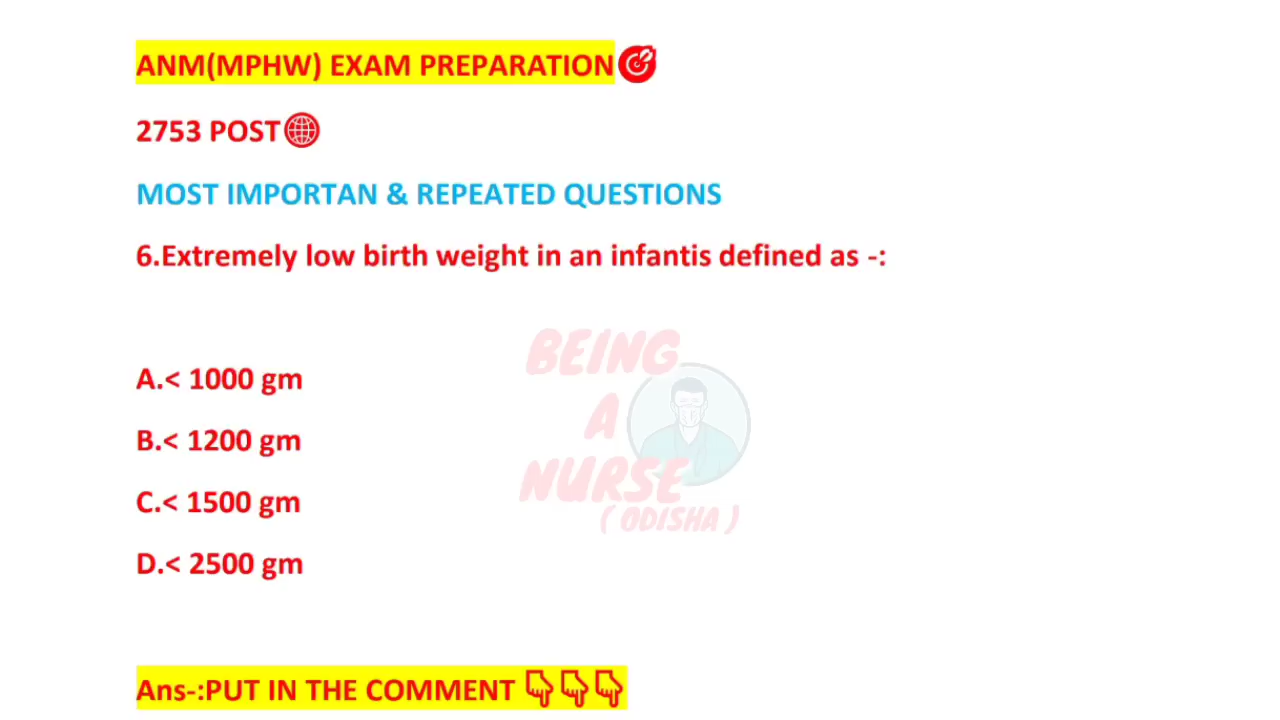 ANM(MPHW) EXAM PREPARATION
2753 POST
MOST IMPORTAN & REPEATED QUESTIONS
6.Extremely low birth weight in an infantis defined as -:
A.< 1000 gm
B.< 1200 gm
C.< 1500 gm
D.< 2500 gm
BEING
A
NURSE
( ODISHA )
Ans-:PUT IN THE COMMENT